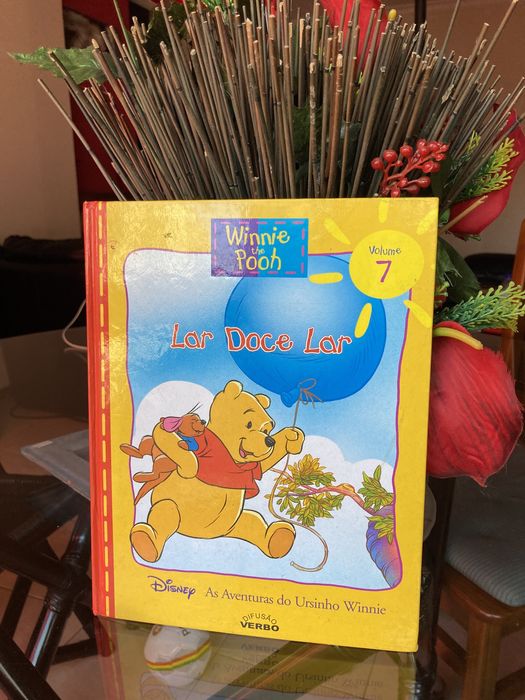 Winnie
the
Pooh
Volume
7
Lar Doce Lar
Disney As Aventuras do Ursinho Winnie
DIFUSÃO
VERBO